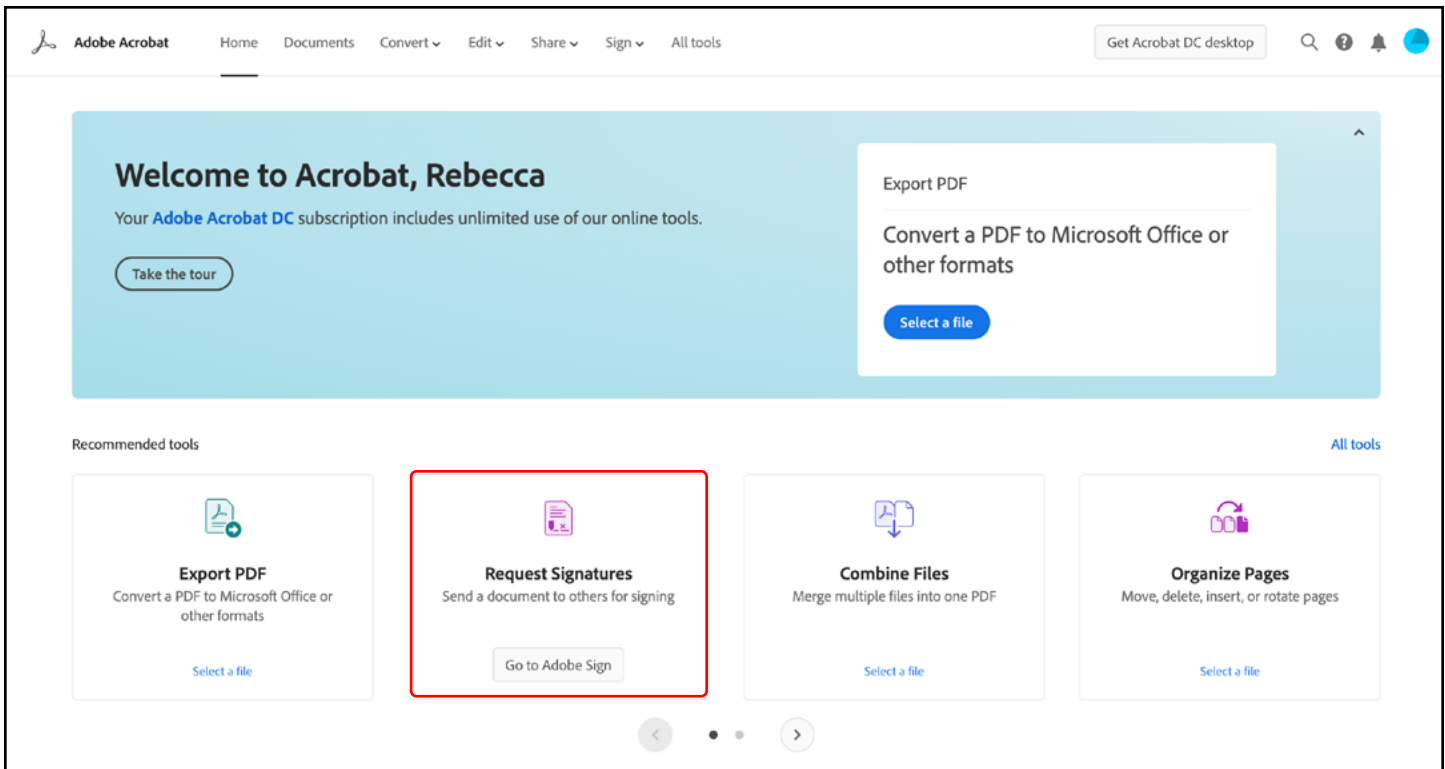 Adobe Acrobat Home Documents Convert Edit Share Sign All tools Get Acrobat DC desktop
Welcome to Acrobat, Rebecca
Your Adobe Acrobat DC subscription includes unlimited use of our online tools.
Take the tour
Export PDF
Convert a PDF to Microsoft Office or
other formats
Select a file
Recommended tools
All tools
Export PDF
Convert a PDF to Microsoft Office or
other formats
Select a file
Request Signatures
Send a document to others for signing
Go to Adobe Sign
Combine Files
Merge multiple files into one PDF
Select a file
Organize Pages
Move, delete, insert, or rotate pages
Select a file